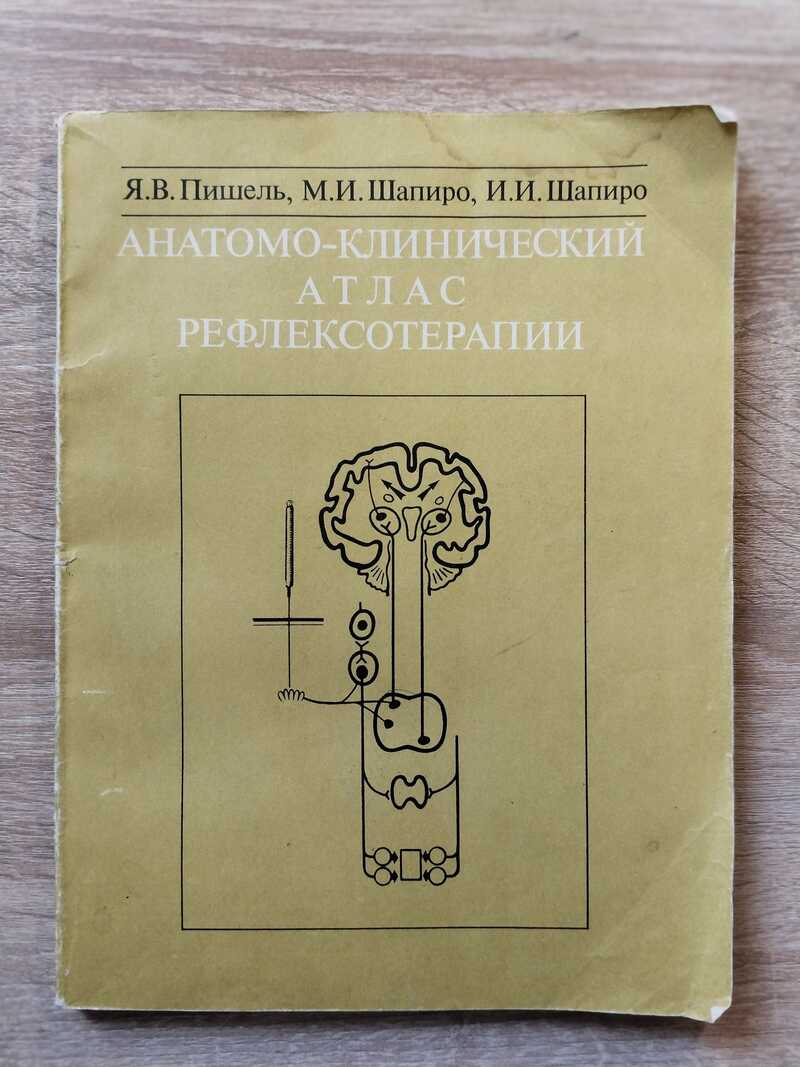 Я.В. Пишель, М.И. Шапиро, И.И. Шапиро
АНАТОМО-КЛИНИЧЕСКИЙ
АТЛАС
РЕФЛЕКСОТЕРАПИИ